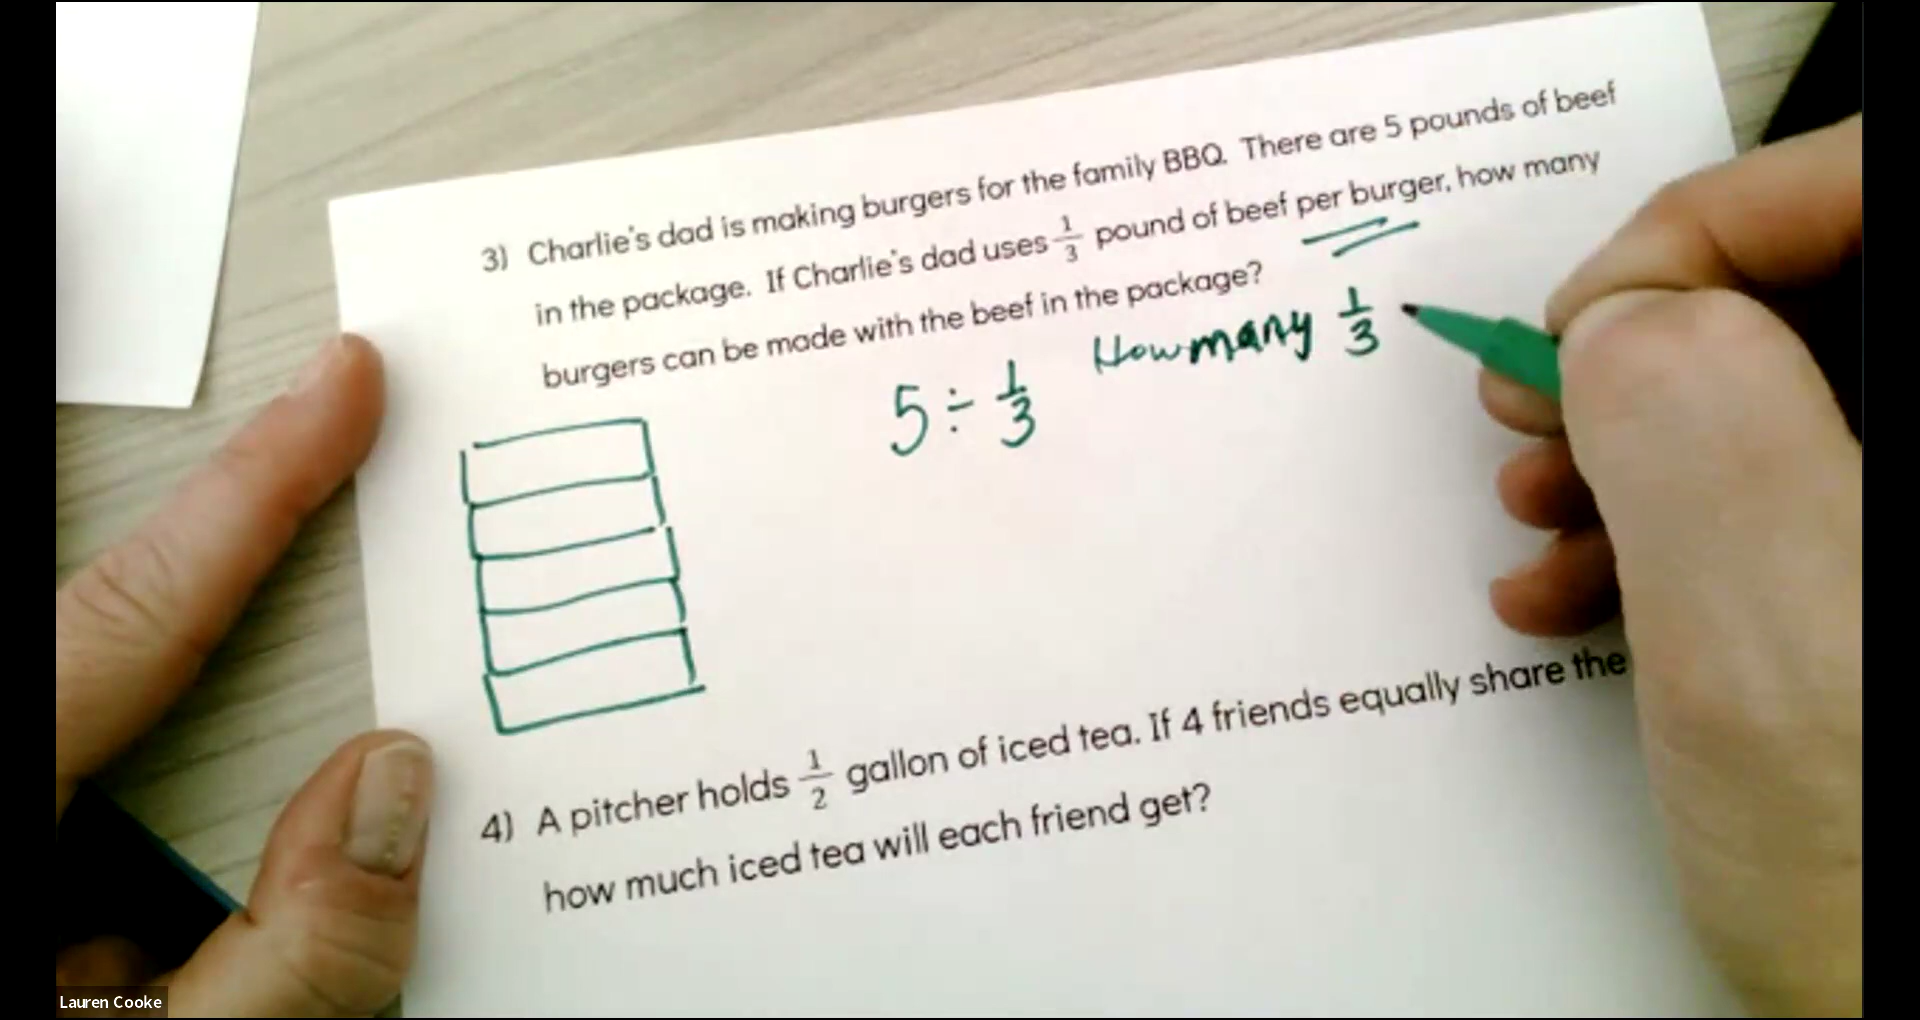 3) Charlie's dad is making burgers for the family BBQ. There are 5 pounds of beef
in the package. If Charlie's dad uses 1/3 pound of beef per burger, how many
burgers can be made with the beef in the package?
How many 1/3
5 ÷ 1/3
4) A pitcher holds 1/2 gallon of iced tea. If 4 friends equally share the
how much iced tea will each friend get?
Lauren Cooke